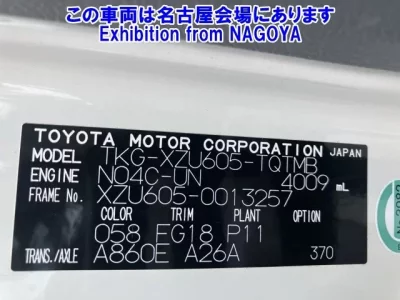 この車両は名古屋会場にあります
Exhibition from NAGOYA
TOYOTA MOTOR CORPORATION JAPAN
MODEL TKG-XZU605-TQTMB
ENGINE N04C-UN 4009 mL
FRAME No. XZU605-0013257
COLOR TRIM PLANT OPTION
058 FG18 P11
TRANS./AXLE A860E A26A 370